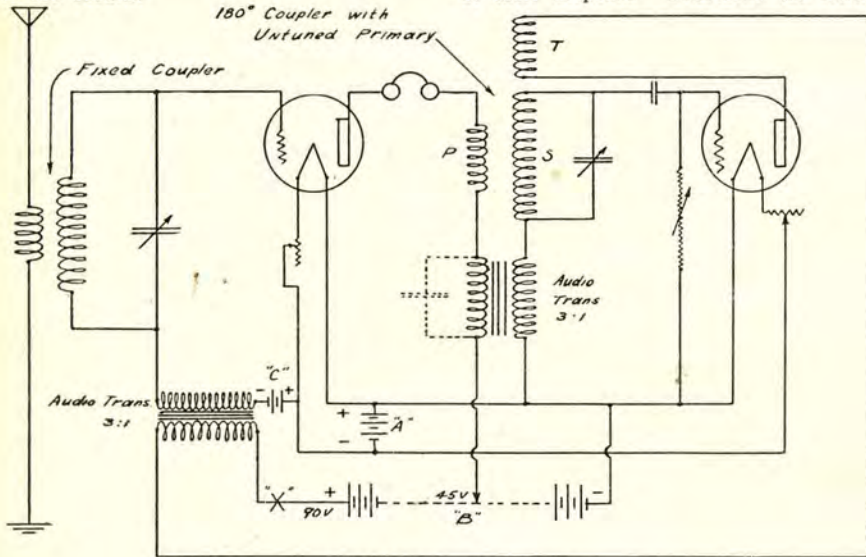 180° Coupler with
Untuned Primary
T
Fixed Coupler
P
S
Audio
Trans
3:1
"C"
- +
Audio Trans.
3:1
+
"A"
-
"X"
+
90V
45V
"B"
-